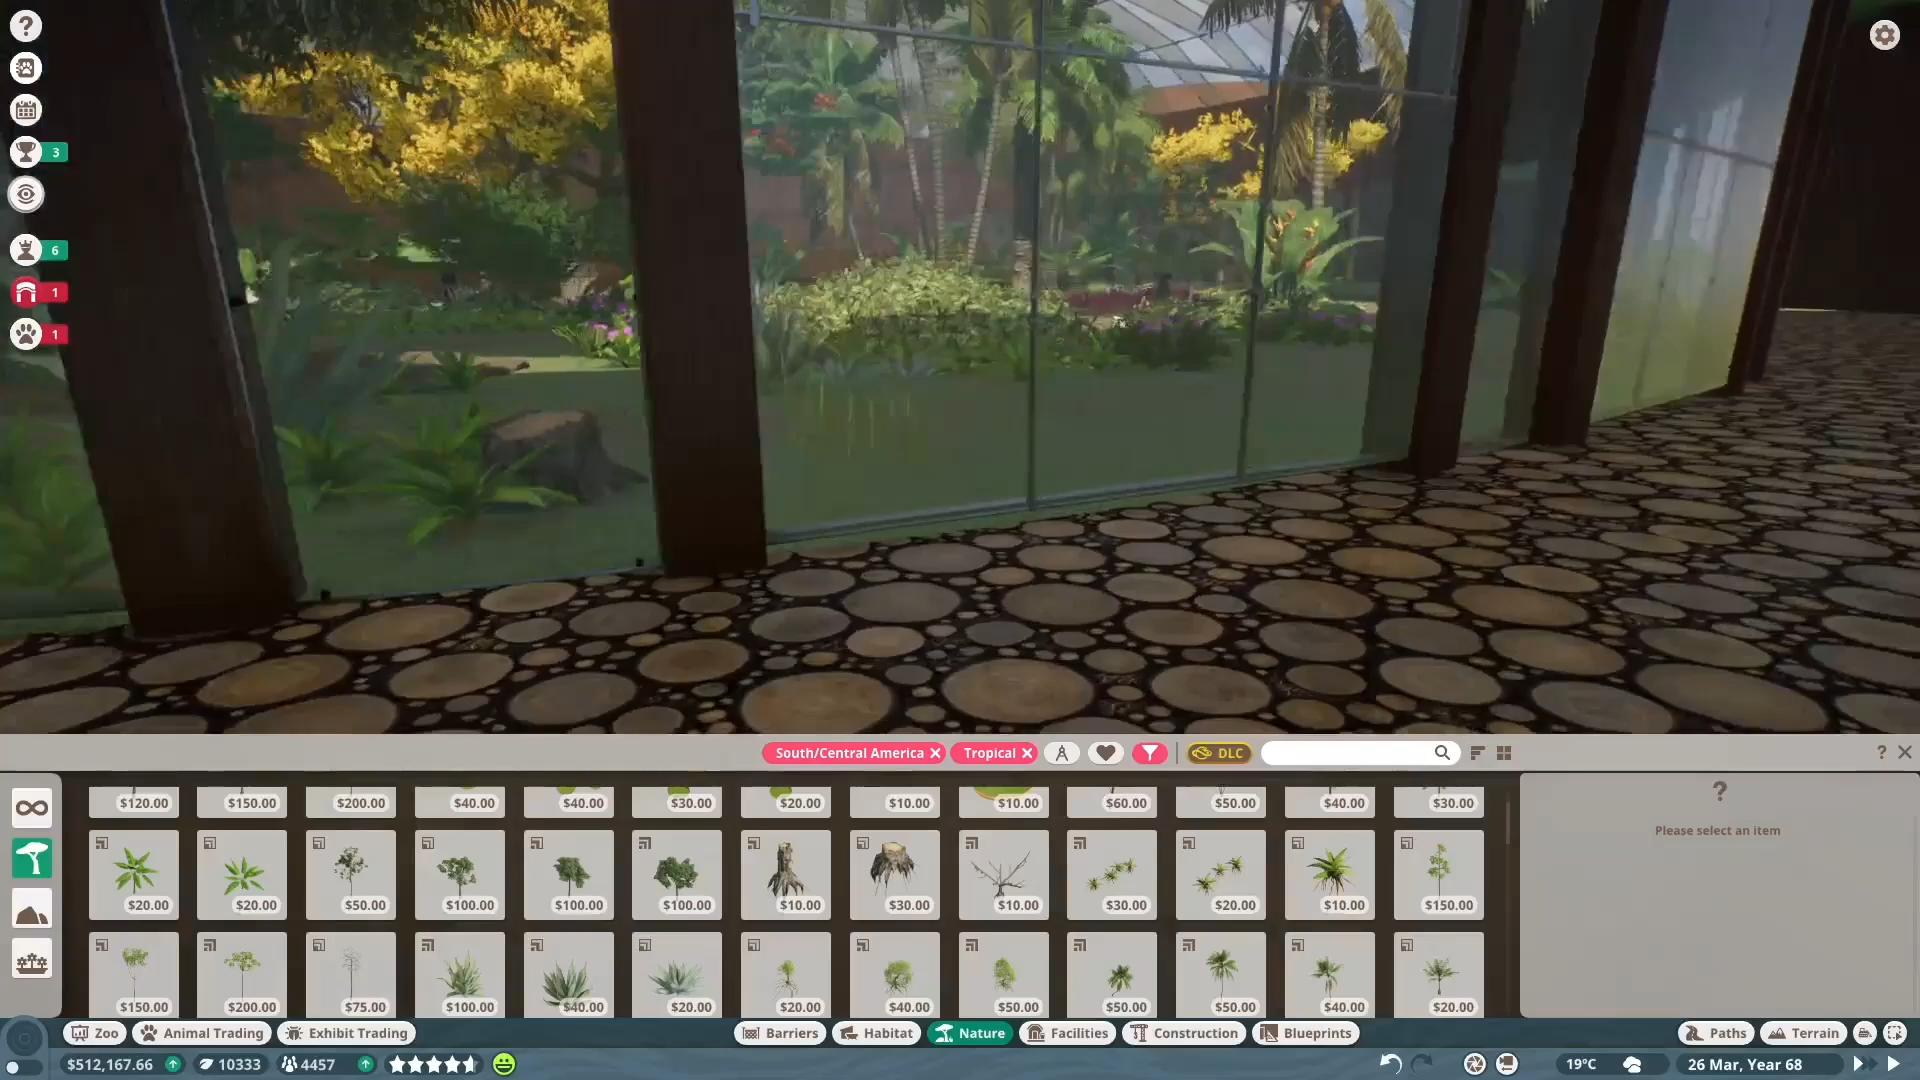 ?
3
6
1
1
South/Central America ×
Tropical ×
DLC
? ×
$120.00 $150.00 $200.00 $40.00 $40.00 $30.00 $20.00 $10.00 $10.00 $60.00 $50.00 $40.00 $30.00
?
Please select an item
$20.00 $20.00 $50.00 $100.00 $100.00 $100.00 $10.00 $30.00 $10.00 $30.00 $20.00 $10.00 $150.00
$150.00 $200.00 $75.00 $100.00 $40.00 $20.00 $20.00 $40.00 $50.00 $50.00 $50.00 $40.00 $20.00
Zoo Animal Trading Exhibit Trading Barriers Habitat Nature Facilities Construction Blueprints Paths Terrain
$512,167.66 10333 4457 19°C 26 Mar, Year 68